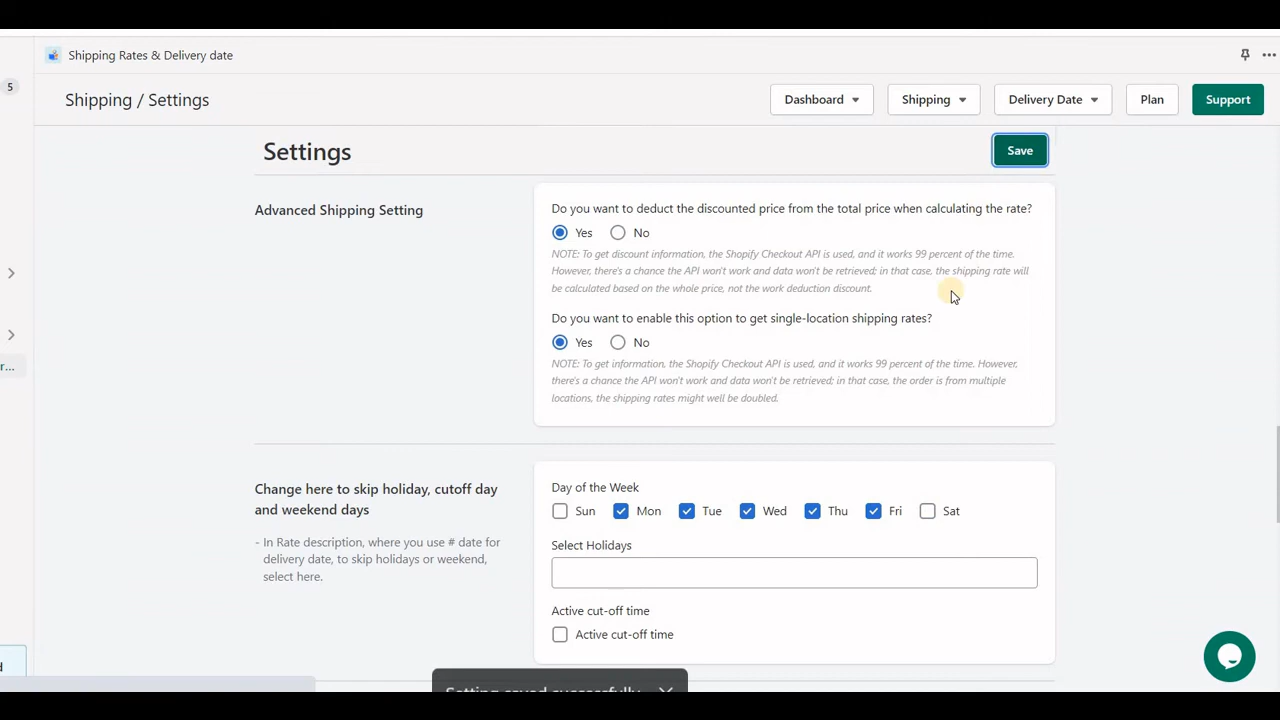 Shipping Rates & Delivery date
5
Shipping / Settings
Dashboard
Shipping
Delivery Date
Plan
Support
Settings
Save
Advanced Shipping Setting
Do you want to deduct the discounted price from the total price when calculating the rate?
Yes
No
NOTE: To get discount information, the Shopify Checkout API is used, and it works 99 percent of the time.
However, there's a chance the API won't work and data won't be retrieved; in that case, the shipping rate will
be calculated based on the whole price, not the work deduction discount.
Do you want to enable this option to get single-location shipping rates?
Yes
No
NOTE: To get information, the Shopify Checkout API is used, and it works 99 percent of the time. However,
there's a chance the API won't work and data won't be retrieved; in that case, the order is from multiple
locations, the shipping rates might well be doubled.
r...
Change here to skip holiday, cutoff day
and weekend days
- In Rate description, where you use # date for
delivery date, to skip holidays or weekend,
select here.
Day of the Week
Sun
Mon
Tue
Wed
Thu
Fri
Sat
Select Holidays
Active cut-off time
Active cut-off time
d
Setting saved successfully